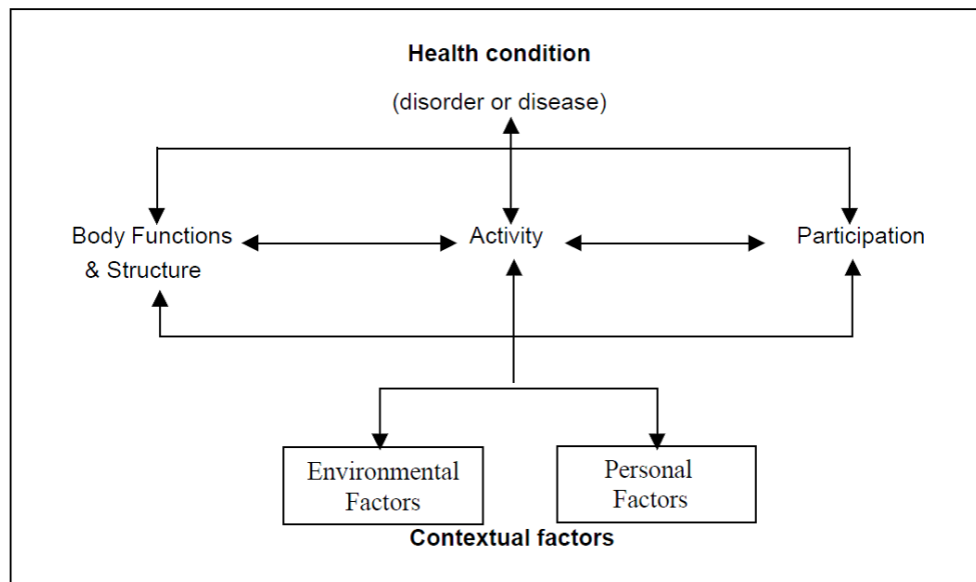 Health condition
(disorder or disease)
Body Functions
& Structure
Activity
Participation
Environmental
Factors
Personal
Factors
Contextual factors